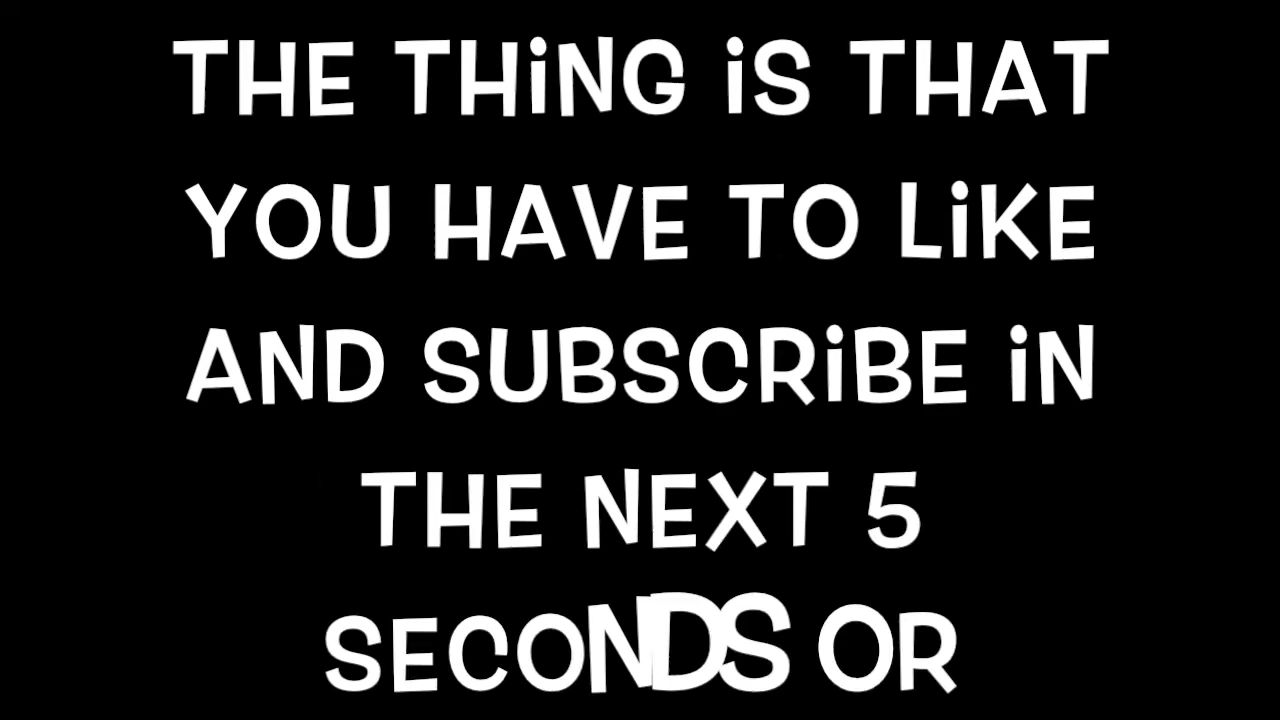 THE THiNG iS THAT
YOU HAVE TO LiKE
AND SUBSCRiBE iN
THE NEXT 5
SECONDS OR